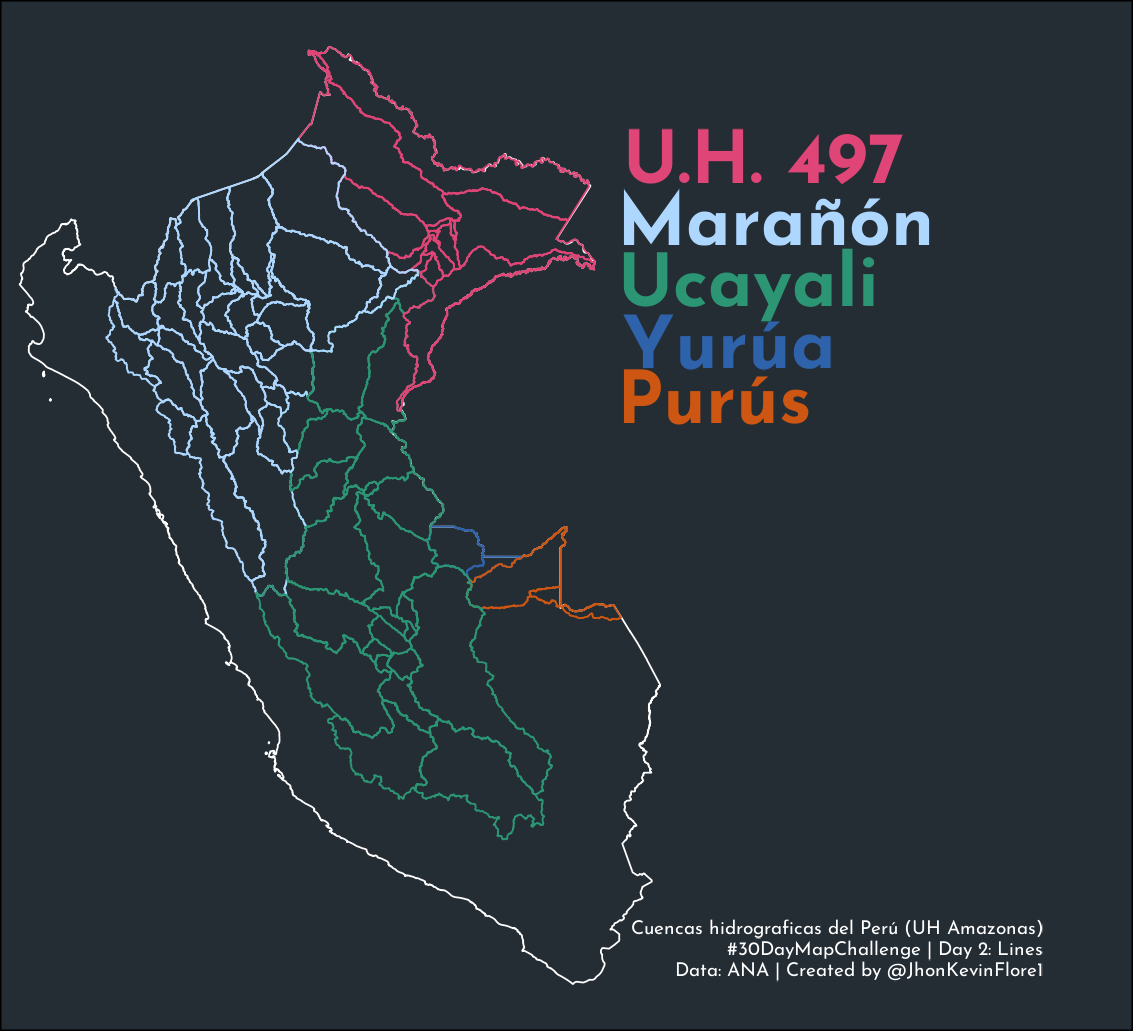 U.H. 497
Marañón
Ucayali
Yurúa
Purús
Cuencas hidrograficas del Perú (UH Amazonas)
#30DayMapChallenge | Day 2: Lines
Data: ANA | Created by @JhonKevinFlore1